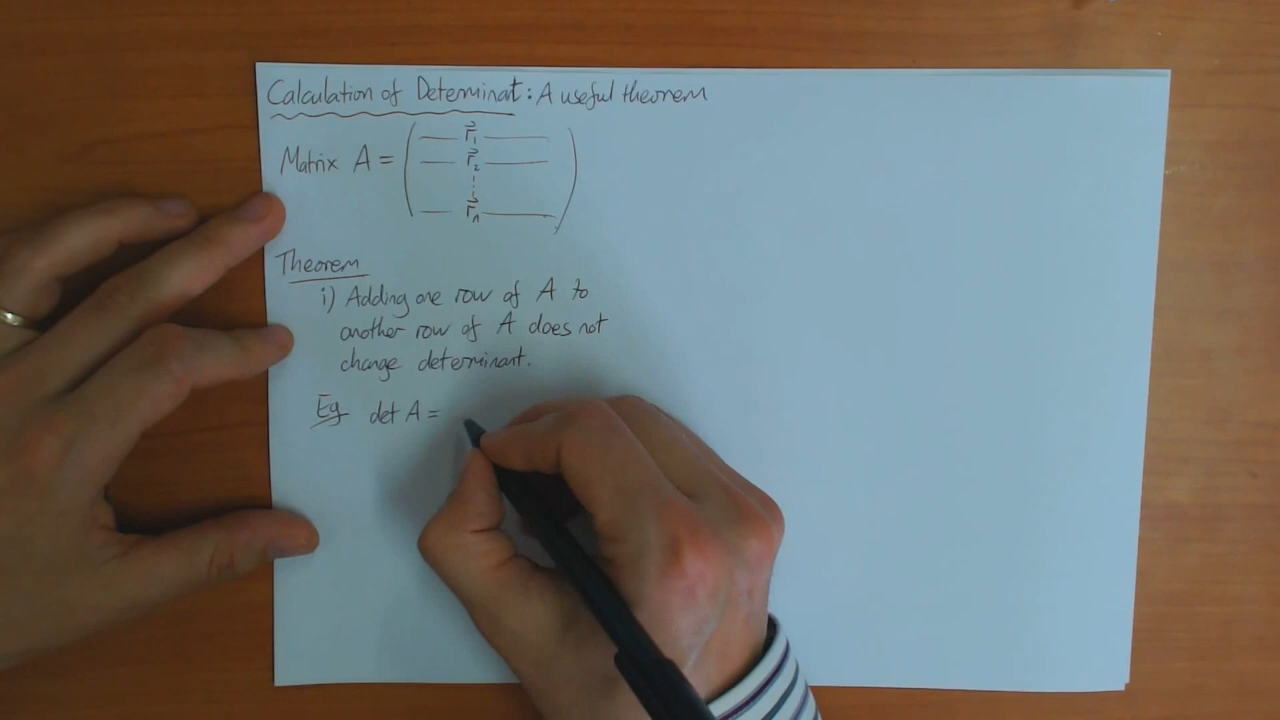 Calculation of Determinat: A useful theorem
r⃗₁
Matrix A = r⃗₂
⋮
r⃗ₙ
Theorem
i) Adding one row of A to
another row of A does not
change determinant.
Eg det A =